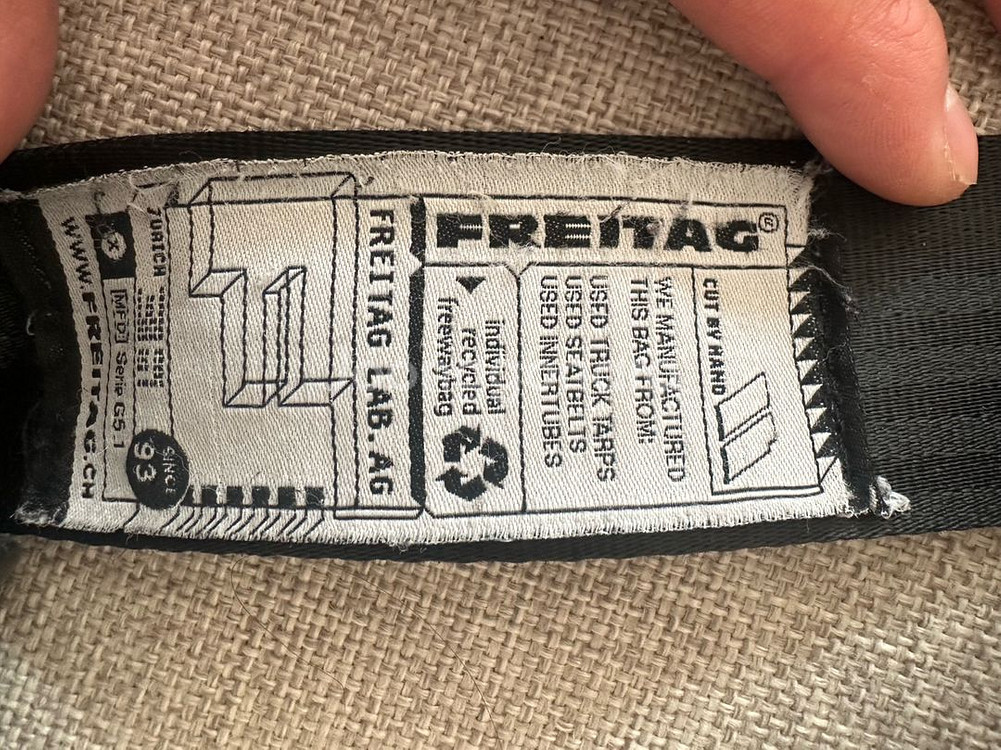 FREITAG®
CUT BY HAND
WE MANUFACTURED
THIS BAG FROM:
USED TRUCK TARPS
USED SEATBELTS
USED INNERTUBES
individual
recycled
freewaybag
FREITAG LAB.AG
SINCE
93
ZURICH
Serie G5.1
WWW.FREITAG.CH